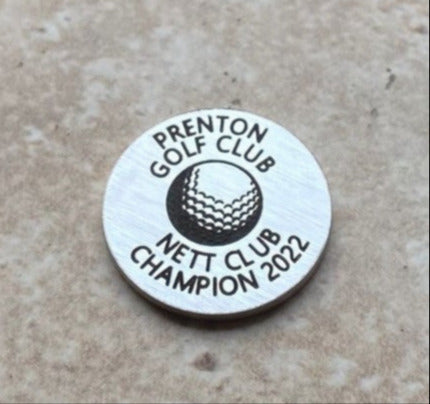 PRENTON
GOLF CLUB
NETT CLUB
CHAMPION 2022